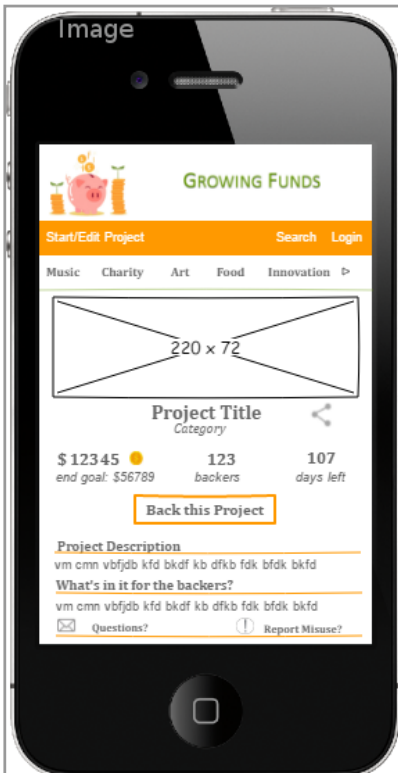 Image
GROWING FUNDS
Start/Edit Project Search Login
Music Charity Art Food Innovation
220 x 72
Project Title
Category
$ 12345 123 107
end goal: $56789 backers days left
Back this Project
Project Description
vm cmn vbfjdb kfd bkdf kb dfkb fdk bfdk bkfd
What's in it for the backers?
vm cmn vbfjdb kfd bkdf kb dfkb fdk bfdk bkfd
Questions? Report Misuse?